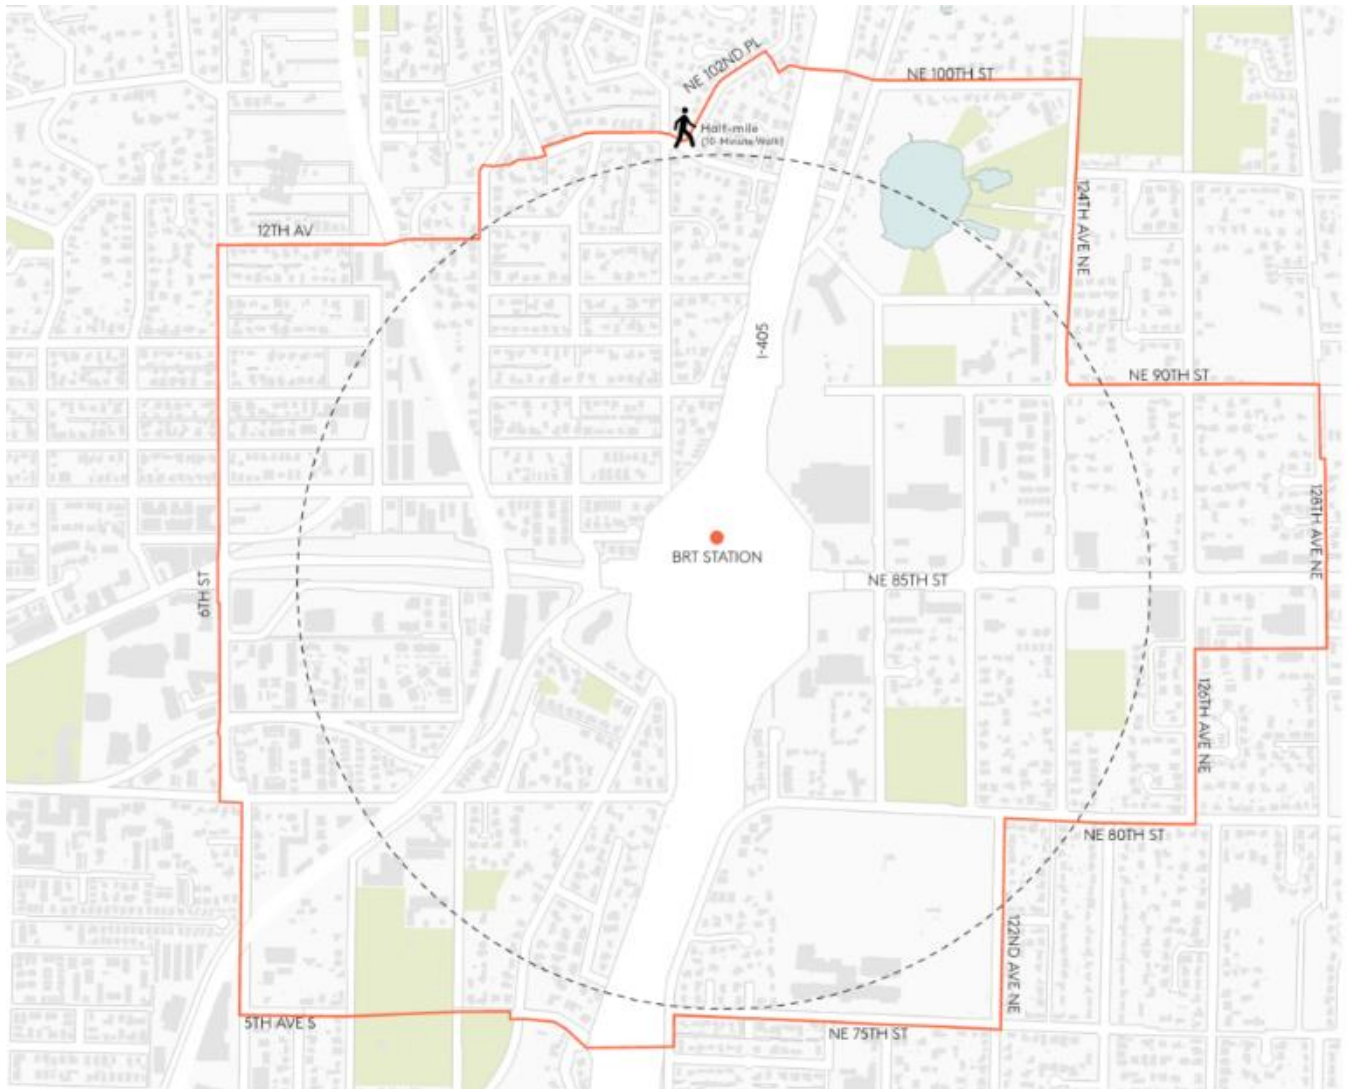 NE 102ND PL
NE 100TH ST
Half-mile
(10-Minute Walk)
124TH AVE NE
12TH AV
I-405
NE 90TH ST
128TH AVE NE
BRT STATION
NE 85TH ST
6TH ST
126TH AVE NE
NE 80TH ST
122ND AVE NE
5TH AVE S
NE 75TH ST